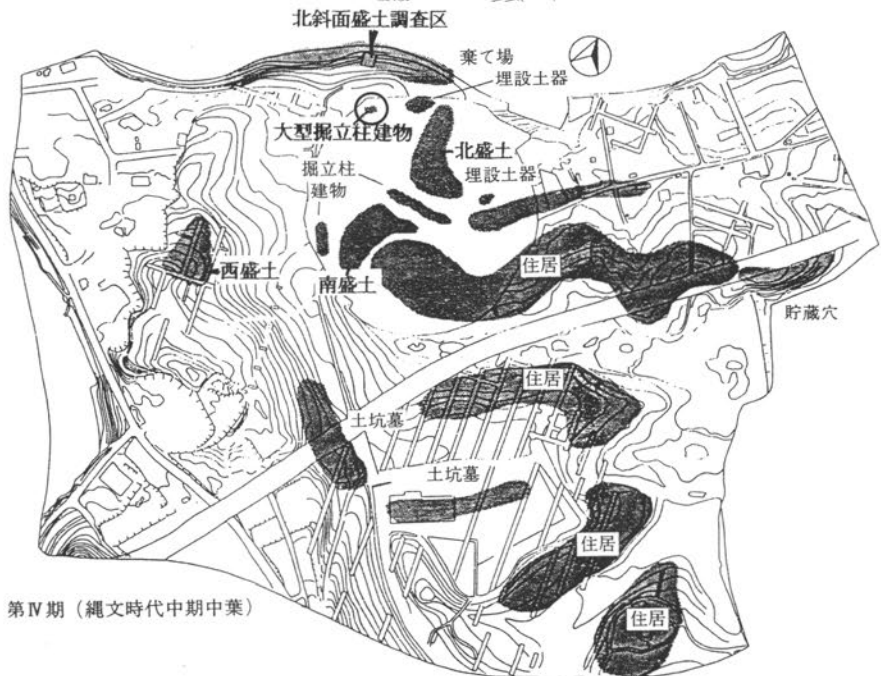 北斜面盛土調査区
棄て場
埋設土器
大型掘立柱建物
北盛土
掘立柱
建物
埋設土器
西盛土
南盛土
住居
貯蔵穴
住居
土坑墓
土坑墓
住居
住居
第Ⅳ期（縄文時代中期中葉）